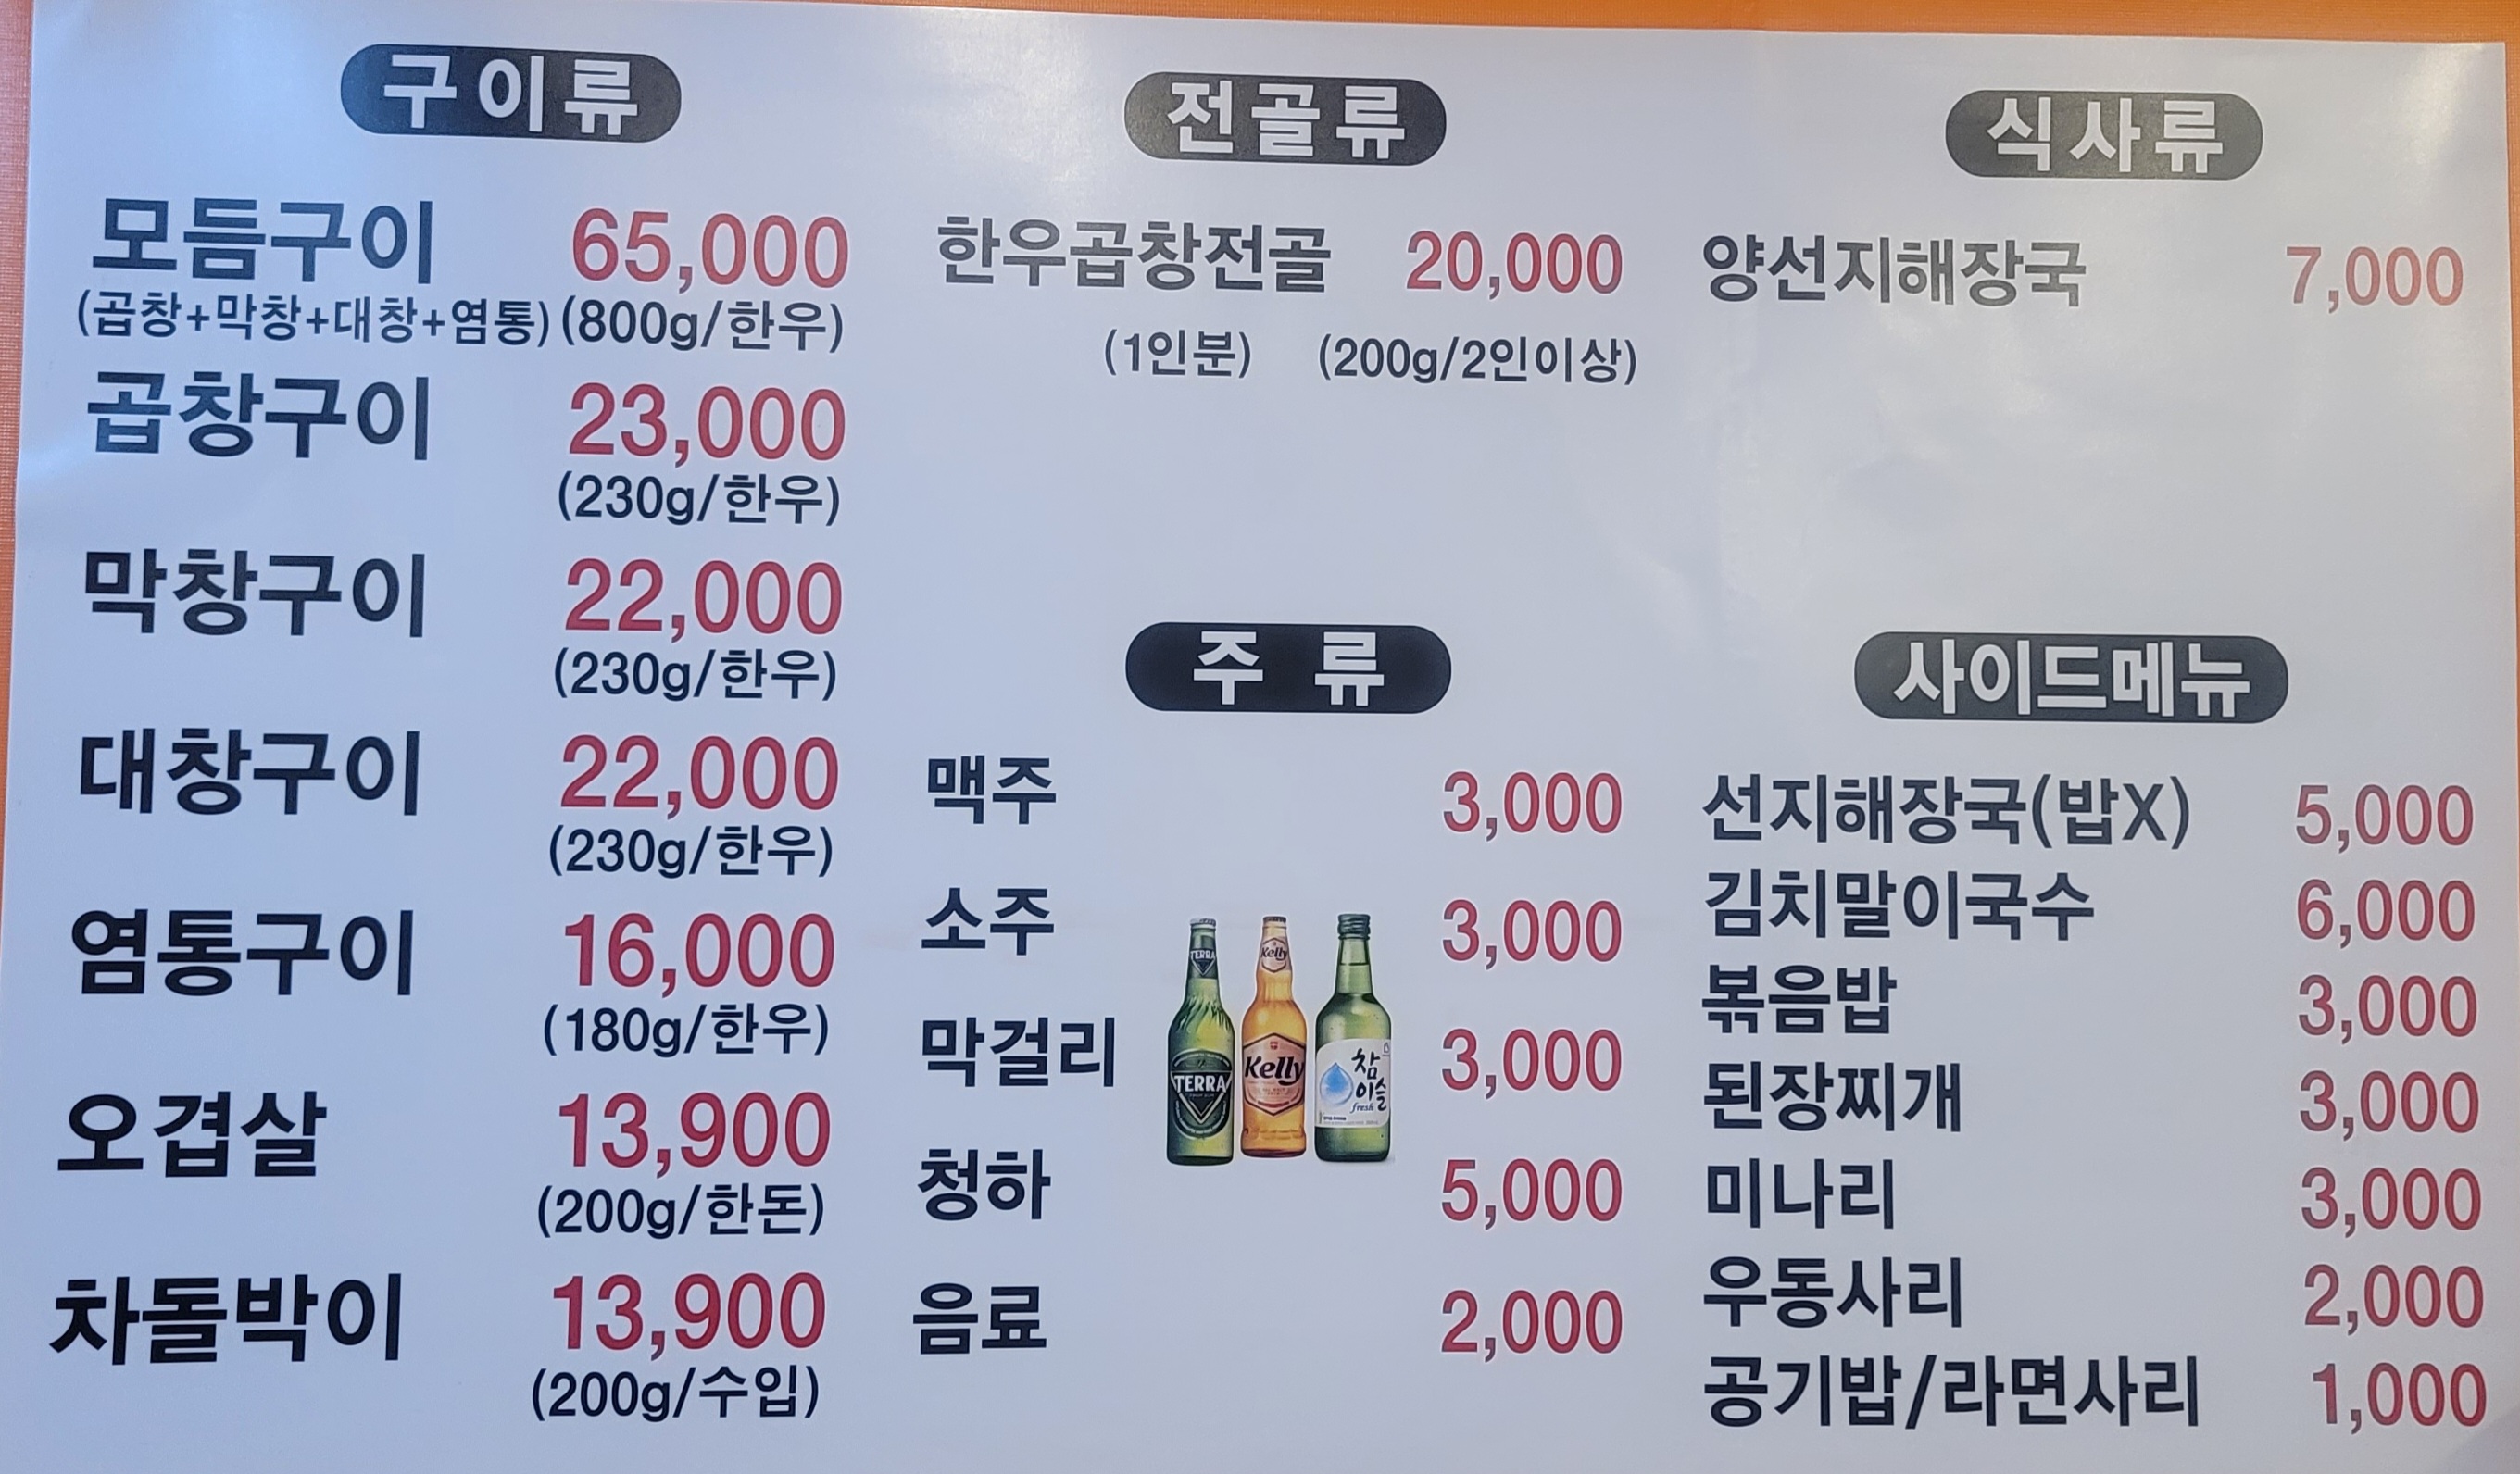 구이류
모듬구이 65,000
(곱창+막창+대창+염통) (800g/한우)
곱창구이 23,000
(230g/한우)
막창구이 22,000
(230g/한우)
대창구이 22,000
(230g/한우)
염통구이 16,000
(180g/한우)
오겹살 13,900
(200g/한돈)
차돌박이 13,900
(200g/수입)
전골류
한우곱창전골 20,000
(1인분) (200g/2인이상)
주류
맥주 3,000
소주 3,000
막걸리 3,000
청하 5,000
음료 2,000
TERRA
TERRA
Kelly
Kelly
참
이슬
fresh
식사류
양선지해장국 7,000
사이드메뉴
선지해장국(밥X) 5,000
김치말이국수 6,000
볶음밥 3,000
된장찌개 3,000
미나리 3,000
우동사리 2,000
공기밥/라면사리 1,000